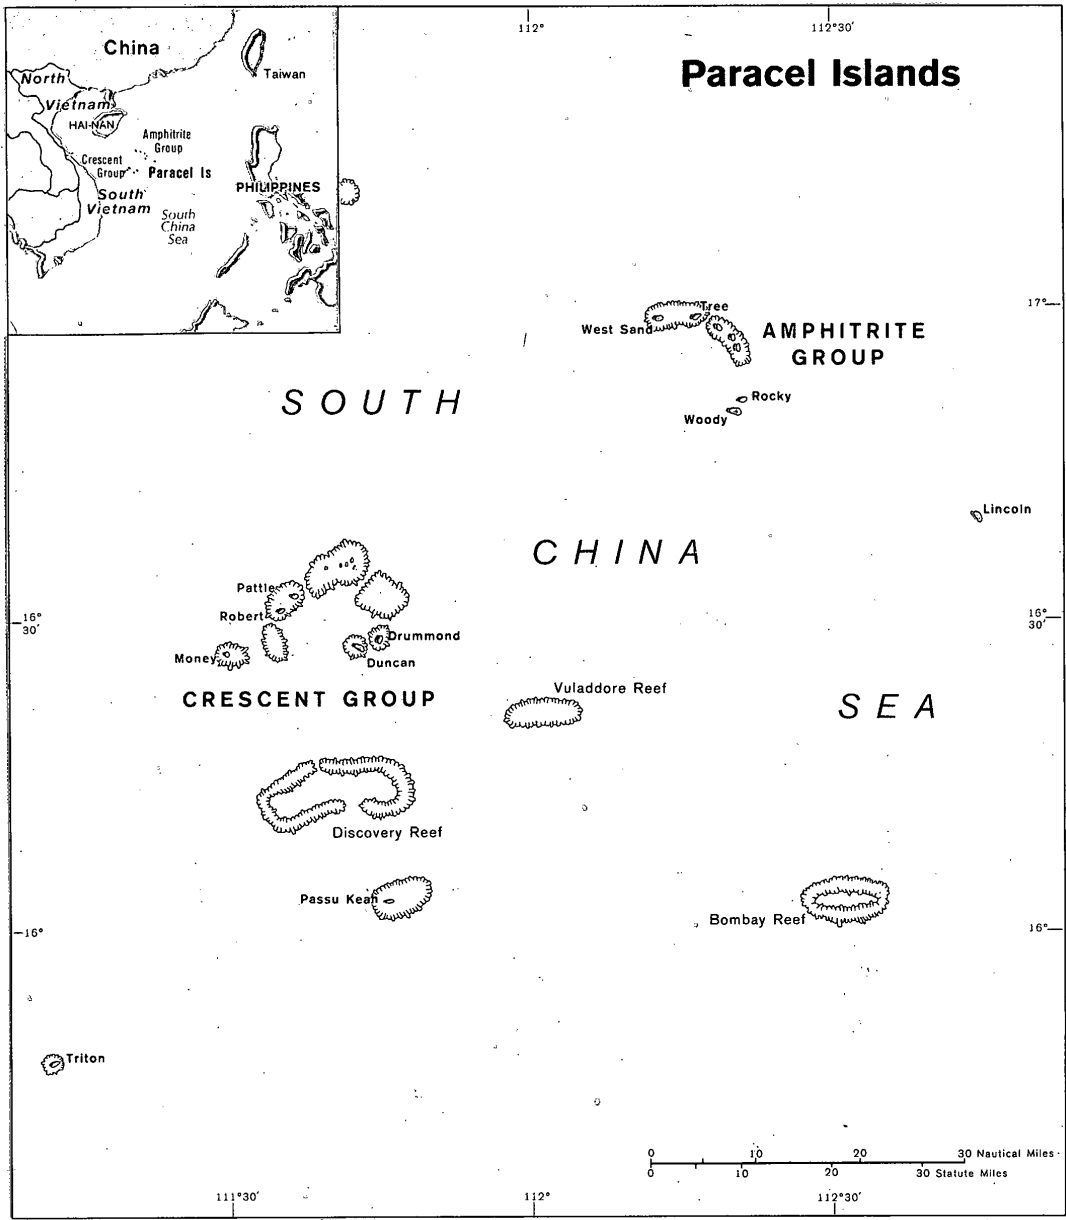 112°
112°30′
Paracel Islands
China
Taiwan
North
Vietnam
HAI-NAN
Amphitrite
Group
Crescent
Group
Paracel Is
South
Vietnam
PHILIPPINES
South
China
Sea
17°
Tree
West Sand
AMPHITRITE
GROUP
Rocky
Woody
SOUTH
Lincoln
CHINA
Pattle
Robert
16°
30′
16°
30′
Drummond
Money
Duncan
CRESCENT GROUP
Vuladdore Reef
SEA
Discovery Reef
Passu Keah
Bombay Reef
16°
16°
Triton
0 10 20 30 Nautical Miles
0 10 20 30 Statute Miles
111°30′
112°
112°30′